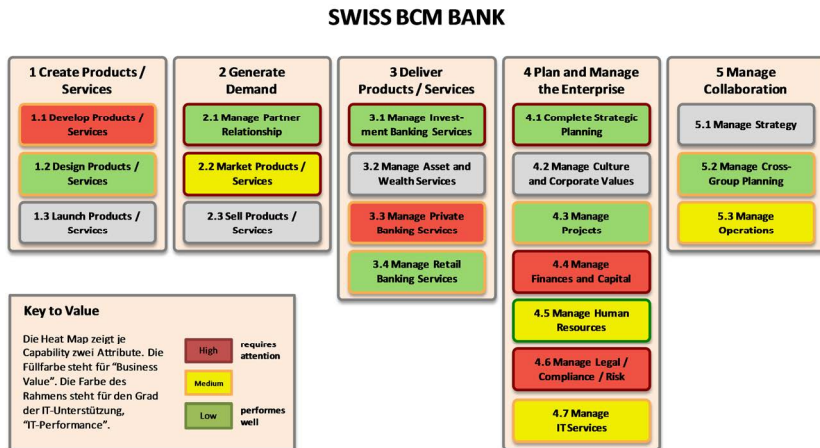 SWISS BCM BANK
1 Create Products /
Services
1.1 Develop Products /
Services
1.2 Design Products /
Services
1.3 Launch Products /
Services
2 Generate
Demand
2.1 Manage Partner
Relationship
2.2 Market Products /
Services
2.3 Sell Products /
Services
3 Deliver
Products / Services
3.1 Manage Invest-
ment Banking Services
3.2 Manage Asset and
Wealth Services
3.3 Manage Private
Banking Services
3.4 Manage Retail
Banking Services
4 Plan and Manage
the Enterprise
4.1 Complete Strategic
Planning
4.2 Manage Culture
and Corporate Values
4.3 Manage
Projects
4.4 Manage
Finances and Capital
4.5 Manage Human
Resources
4.6 Manage Legal /
Compliance / Risk
4.7 Manage
IT Services
5 Manage
Collaboration
5.1 Manage Strategy
5.2 Manage Cross-
Group Planning
5.3 Manage
Operations
Key to Value
Die Heat Map zeigt je
Capability zwei Attribute. Die
Füllfarbe steht für "Business
Value". Die Farbe des
Rahmens steht für den Grad
der IT-Unterstützung,
"IT-Performance".
High
requires
attention
Medium
Low
performes
well